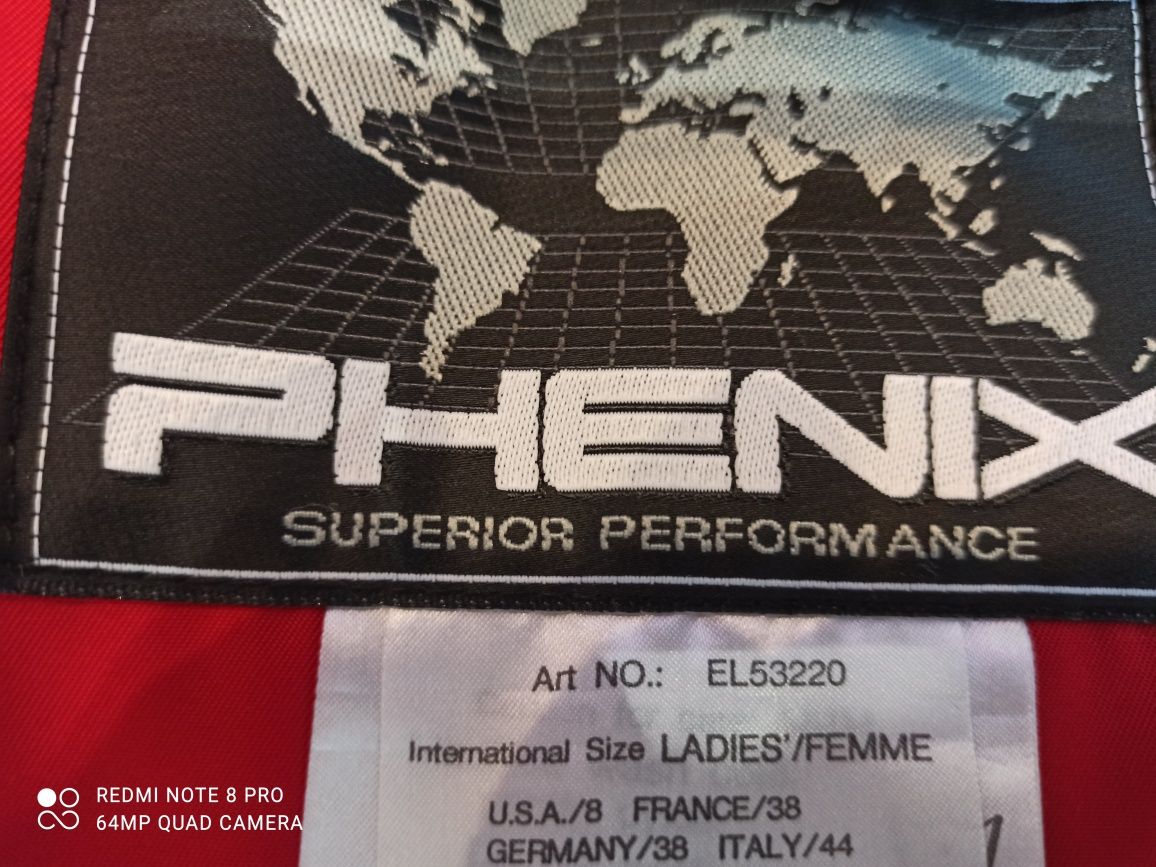 PHENIX
SUPERIOR PERFORMANCE
Art NO.: EL53220
International Size LADIES'/FEMME
U.S.A./8 FRANCE/38
GERMANY/38 ITALY/44
REDMI NOTE 8 PRO
64MP QUAD CAMERA